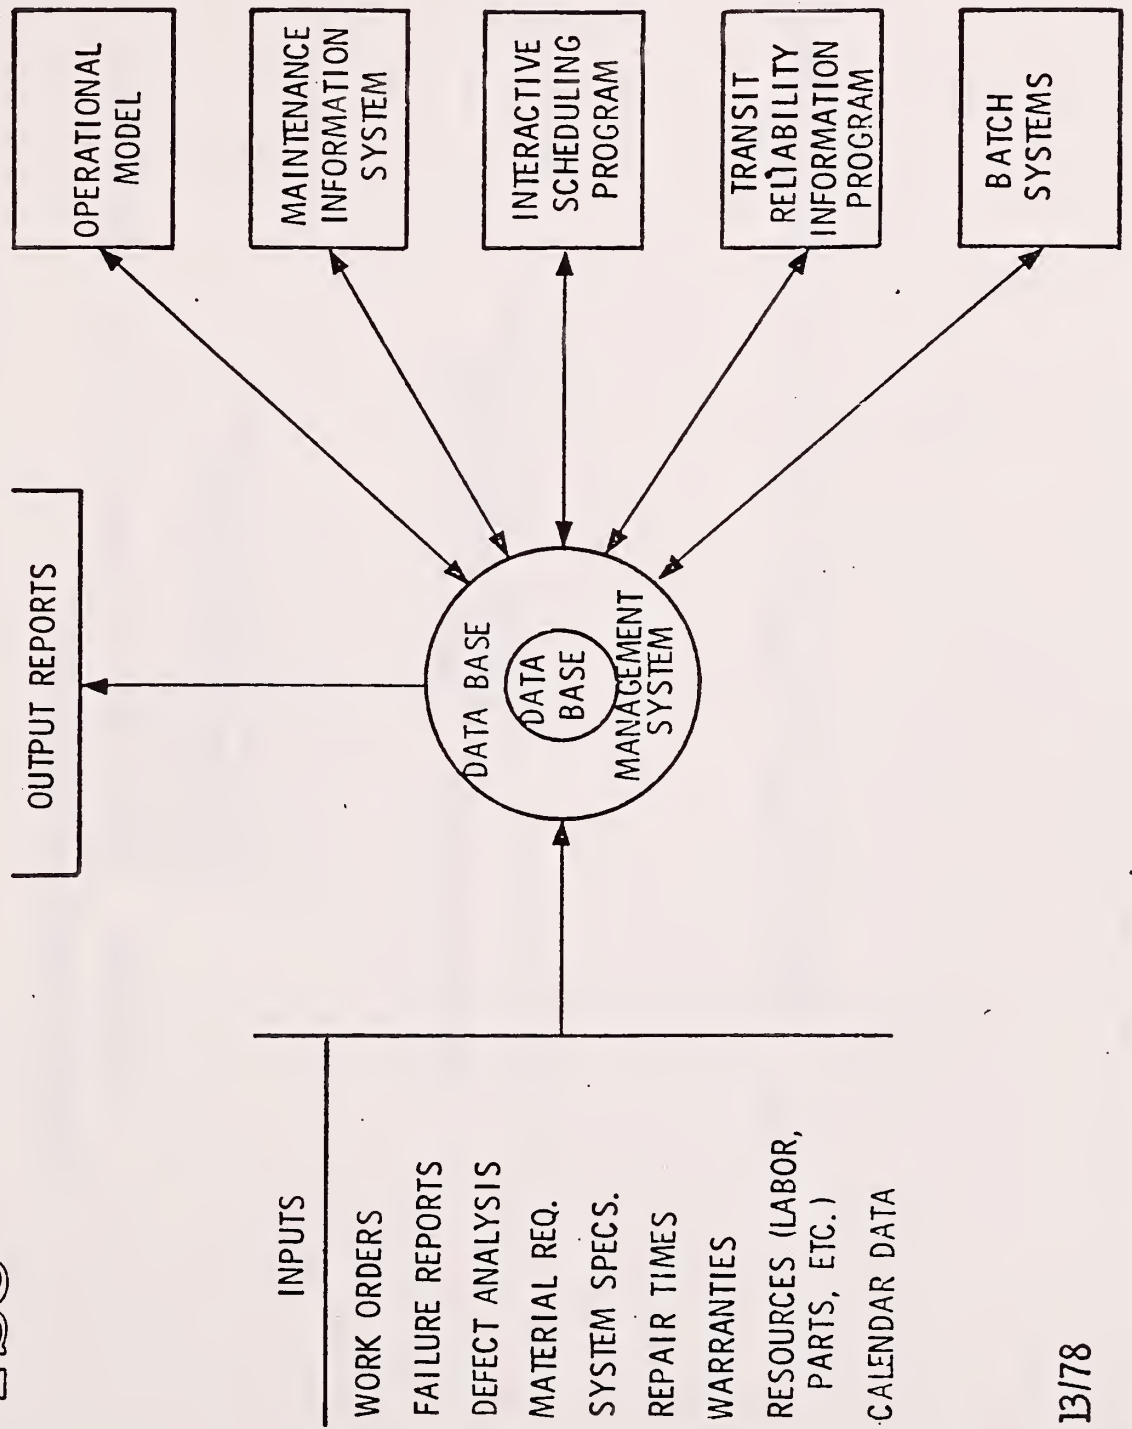 INPUTS
WORK ORDERS
FAILURE REPORTS
DEFECT ANALYSIS
MATERIAL REQ.
SYSTEM SPECS.
REPAIR TIMES
WARRANTIES
RESOURCES (LABOR,
PARTS, ETC.)
CALENDAR DATA
OUTPUT REPORTS
DATA BASE
DATA
BASE
MANAGEMENT
SYSTEM
OPERATIONAL
MODEL
MAINTENANCE
INFORMATION
SYSTEM
INTERACTIVE
SCHEDULING
PROGRAM
TRANSIT
RELIABILITY
INFORMATION
PROGRAM
BATCH
SYSTEMS
13/78